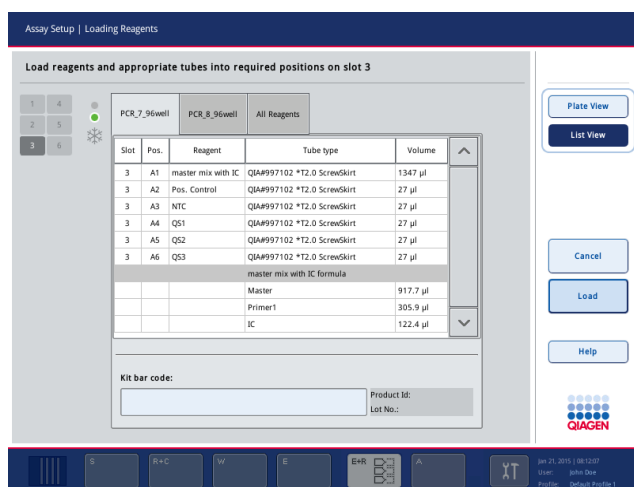 Assay Setup | Loading Reagents
Load reagents and appropriate tubes into required positions on slot 3
1 4
2 5
3 6
PCR_7_96well PCR_8_96well All Reagents
Slot Pos. Reagent Tube type Volume
3 A1 master mix with IC QIA#997102 *T2.0 ScrewSkirt 1347 µl
3 A2 Pos. Control QIA#997102 *T2.0 ScrewSkirt 27 µl
3 A3 NTC QIA#997102 *T2.0 ScrewSkirt 27 µl
3 A4 QS1 QIA#997102 *T2.0 ScrewSkirt 27 µl
3 A5 QS2 QIA#997102 *T2.0 ScrewSkirt 27 µl
3 A6 QS3 QIA#997102 *T2.0 ScrewSkirt 27 µl
master mix with IC formula
Master 917.7 µl
Primer1 305.9 µl
IC 122.4 µl
Kit bar code:
Product Id:
Lot No.:
Plate View
List View
Cancel
Load
Help
QIAGEN
S R+C W E E+R A
Jan 21, 2015 | 08:12:07
User: John Doe
Profile: Default Profile 1